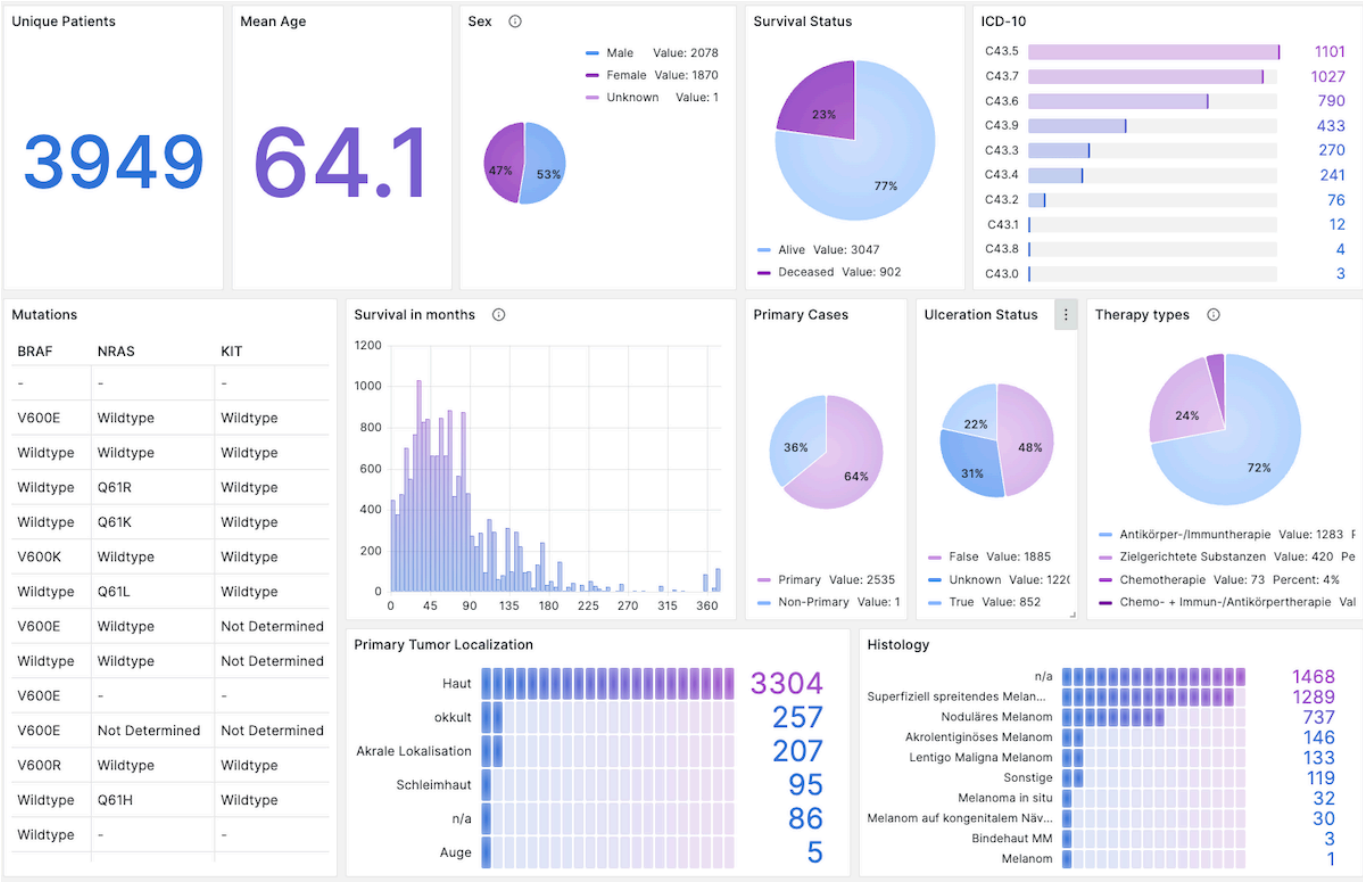 Unique Patients
3949
Mean Age
64.1
Sex
Male Value: 2078
Female Value: 1870
Unknown Value: 1
47%
53%
Survival Status
23%
77%
Alive Value: 3047
Deceased Value: 902
ICD-10
C43.5 1101
C43.7 1027
C43.6 790
C43.9 433
C43.3 270
C43.4 241
C43.2 76
C43.1 12
C43.8 4
C43.0 3
Mutations
BRAF NRAS KIT
- - -
V600E Wildtype Wildtype
Wildtype Wildtype Wildtype
Wildtype Q61R Wildtype
Wildtype Q61K Wildtype
V600K Wildtype Wildtype
Wildtype Q61L Wildtype
V600E Wildtype Not Determined
Wildtype Wildtype Not Determined
V600E - -
V600E Not Determined Not Determined
V600R Wildtype Wildtype
Wildtype Q61H Wildtype
Wildtype - -
Survival in months
1200
1000
800
600
400
200
0
0 45 90 135 180 225 270 315 360
Primary Cases
36%
64%
Primary Value: 2535
Non-Primary Value: 1
Ulceration Status
22%
48%
31%
False Value: 1885
Unknown Value: 122
True Value: 852
Therapy types
24%
72%
Antikörper-/Immuntherapie Value: 1283
Zielgerichtete Substanzen Value: 420 Pe
Chemotherapie Value: 73 Percent: 4%
Chemo- + Immun-/Antikörpertherapie Val
Primary Tumor Localization
Haut 3304
okkult 257
Akrale Lokalisation 207
Schleimhaut 95
n/a 86
Auge 5
Histology
n/a 1468
Superfiziell spreitendes Melan... 1289
Noduläres Melanom 737
Akrolentiginöses Melanom 146
Lentigo Maligna Melanom 133
Sonstige 119
Melanoma in situ 32
Melanom auf kongenitalem Näv... 30
Bindehaut MM 3
Melanom 1